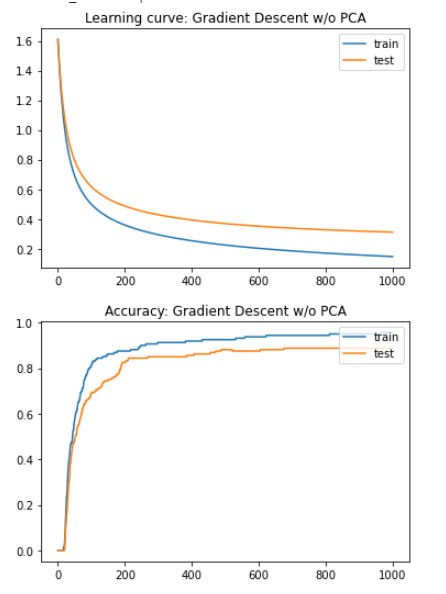 Learning curve: Gradient Descent w/o PCA
1.6
1.4
1.2
1.0
0.8
0.6
0.4
0.2
train
test
0 200 400 600 800 1000
Accuracy: Gradient Descent w/o PCA
1.0
0.8
0.6
0.4
0.2
0.0
train
test
0 200 400 600 800 1000